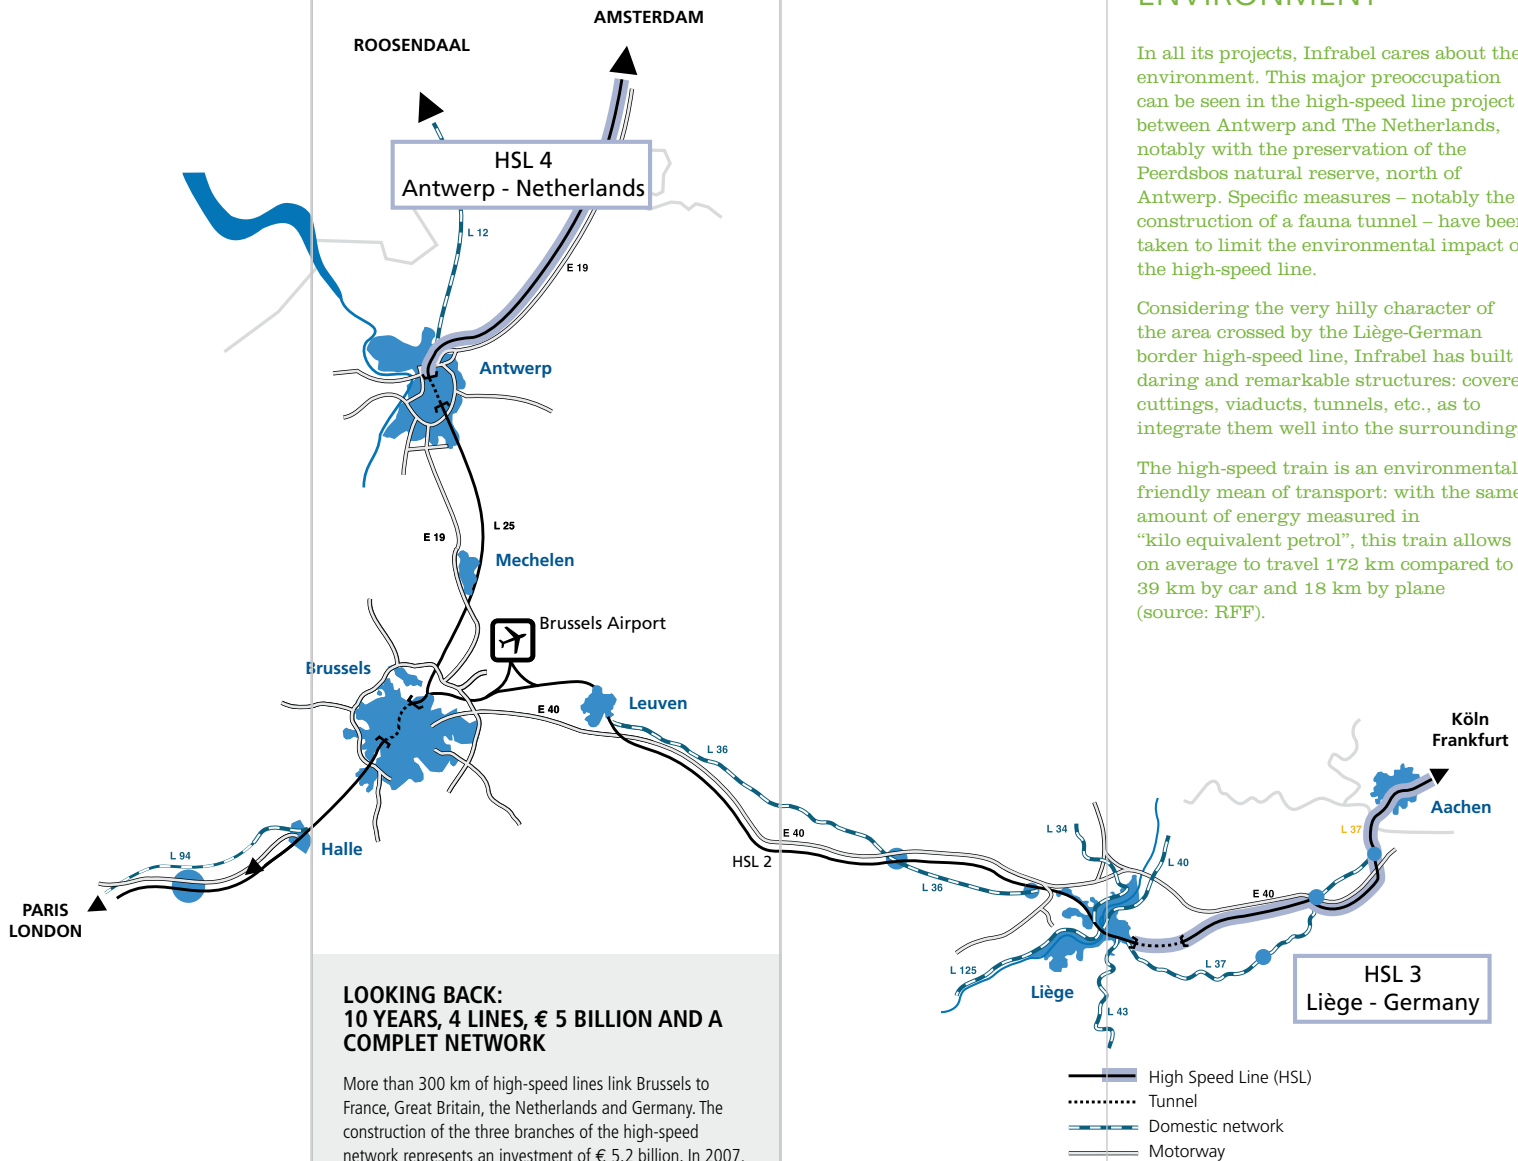 AMSTERDAM
ROOSENDAAL
HSL 4
Antwerp - Netherlands
L 12
E 19
Antwerp
L 25
E 19
Mechelen
Brussels Airport
Brussels
Leuven
E 40
L 36
Halle
L 94
PARIS
LONDON
E 40
HSL 2
L 36
L 34
L 40
L 125
Liège
L 43
L 37
E 40
L 37
Köln
Frankfurt
Aachen
HSL 3
Liège - Germany
High Speed Line (HSL)
Tunnel
Domestic network
Motorway
LOOKING BACK:
10 YEARS, 4 LINES, € 5 BILLION AND A
COMPLET NETWORK
More than 300 km of high-speed lines link Brussels to
France, Great Britain, the Netherlands and Germany. The
construction of the three branches of the high-speed
network represents an investment of € 5.2 billion. In 2007,
ENVIRONMENT
In all its projects, Infrabel cares about the
environment. This major preoccupation
can be seen in the high-speed line project
between Antwerp and The Netherlands,
notably with the preservation of the
Peerdsbos natural reserve, north of
Antwerp. Specific measures – notably the
construction of a fauna tunnel – have been
taken to limit the environmental impact o
the high-speed line.
Considering the very hilly character of
the area crossed by the Liège-German
border high-speed line, Infrabel has built
daring and remarkable structures: covere
cuttings, viaducts, tunnels, etc., as to
integrate them well into the surrounding
The high-speed train is an environmental
friendly mean of transport: with the same
amount of energy measured in
“kilo equivalent petrol”, this train allows
on average to travel 172 km compared to
39 km by car and 18 km by plane
(source: RFF).